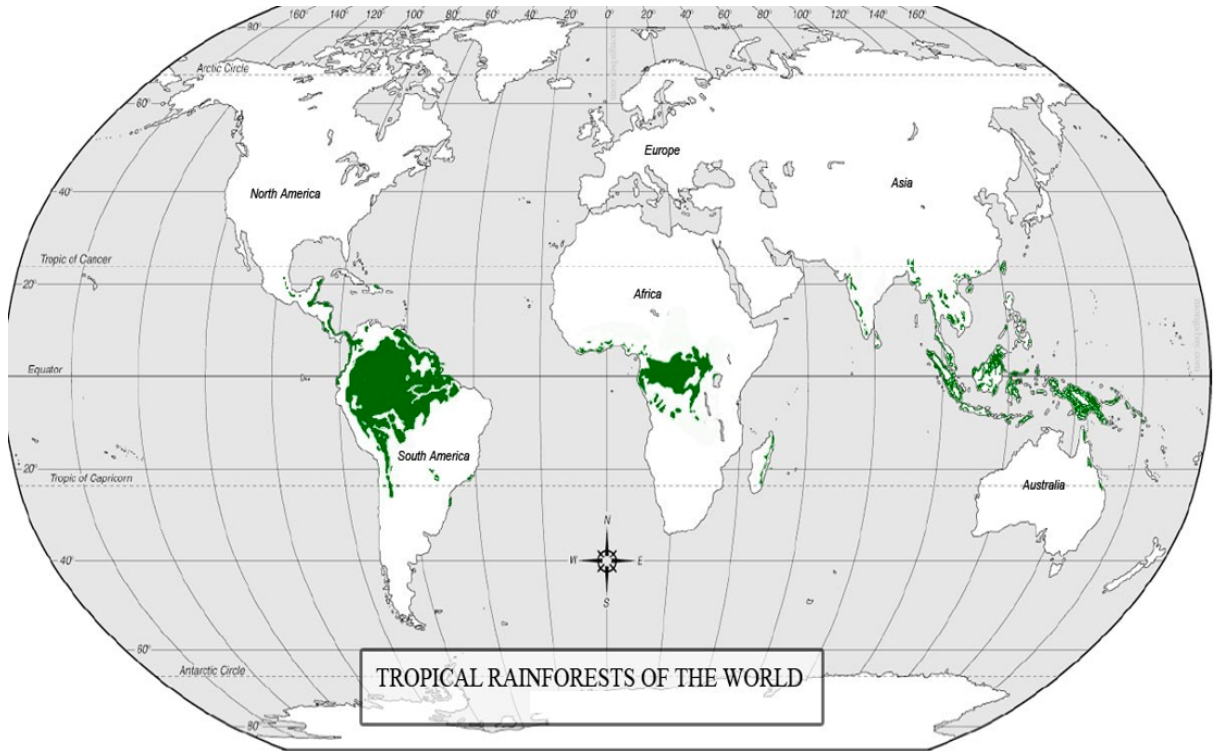 160° 140° 120° 100° 80° 60° 40° 20° 0° 20° 40° 60° 80° 100° 120° 140° 160°
80°
Arctic Circle
60°
Europe
Asia
North America
40°
Tropic of Cancer
20°
Africa
Equator
South America
20°
Tropic of Capricorn
Australia
N
40°
W E
S
60°
Antarctic Circle
TROPICAL RAINFORESTS OF THE WORLD
80°